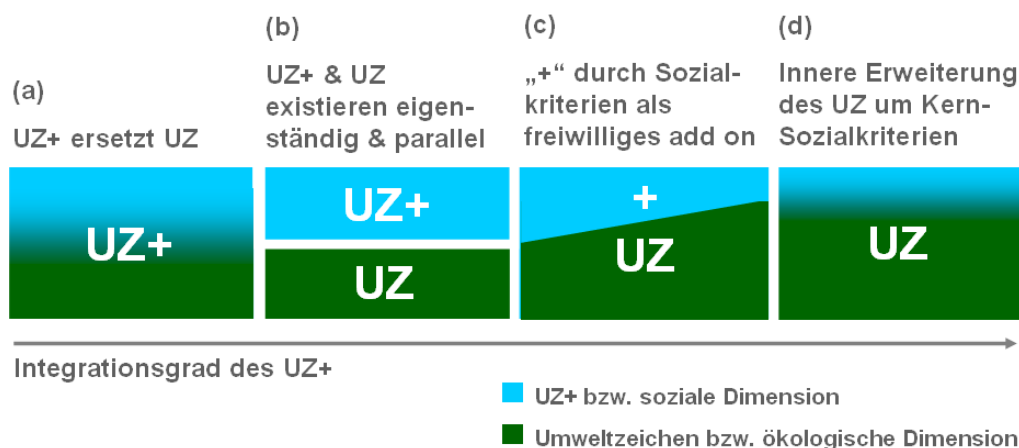 (a)
UZ+ ersetzt UZ
(b)
UZ+ & UZ
existieren eigen-
ständig & parallel
(c)
„+“ durch Sozial-
kriterien als
freiwilliges add on
(d)
Innere Erweiterung
des UZ um Kern-
Sozialkriterien
UZ+
UZ+
UZ
+
UZ
UZ
Integrationsgrad des UZ+
UZ+ bzw. soziale Dimension
Umweltzeichen bzw. ökologische Dimension